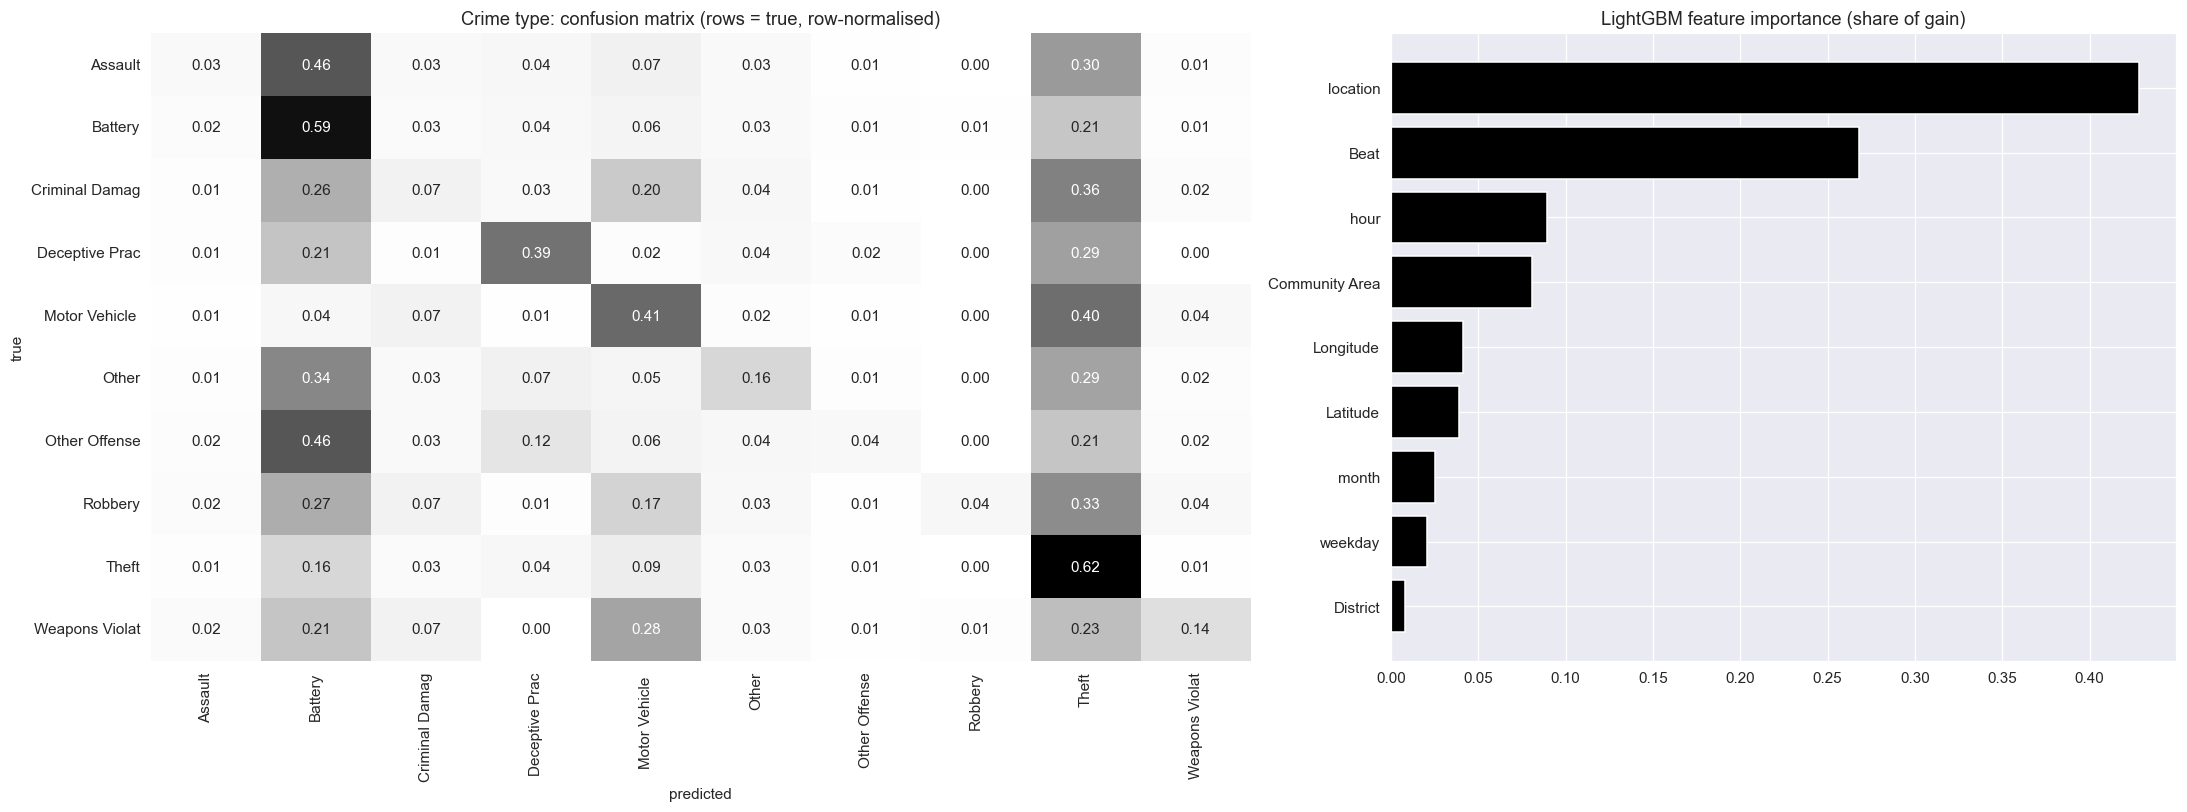 Crime type: confusion matrix (rows = true, row-normalised)
Assault 0.03 0.46 0.03 0.04 0.07 0.03 0.01 0.00 0.30 0.01
Battery 0.02 0.59 0.03 0.04 0.06 0.03 0.01 0.01 0.21 0.01
Criminal Damag 0.01 0.26 0.07 0.03 0.20 0.04 0.01 0.00 0.36 0.02
Deceptive Prac 0.01 0.21 0.01 0.39 0.02 0.04 0.02 0.00 0.29 0.00
Motor Vehicle 0.01 0.04 0.07 0.01 0.41 0.02 0.01 0.00 0.40 0.04
Other 0.01 0.34 0.03 0.07 0.05 0.16 0.01 0.00 0.29 0.02
Other Offense 0.02 0.46 0.03 0.12 0.06 0.04 0.04 0.00 0.21 0.02
Robbery 0.02 0.27 0.07 0.01 0.17 0.03 0.01 0.04 0.33 0.04
Theft 0.01 0.16 0.03 0.04 0.09 0.03 0.01 0.00 0.62 0.01
Weapons Violat 0.02 0.21 0.07 0.00 0.28 0.03 0.01 0.01 0.23 0.14
true
Assault
Battery
Criminal Damag
Deceptive Prac
Motor Vehicle
Other
Other Offense
Robbery
Theft
Weapons Violat
predicted
LightGBM feature importance (share of gain)
location
Beat
hour
Community Area
Longitude
Latitude
month
weekday
District
0.00 0.05 0.10 0.15 0.20 0.25 0.30 0.35 0.40